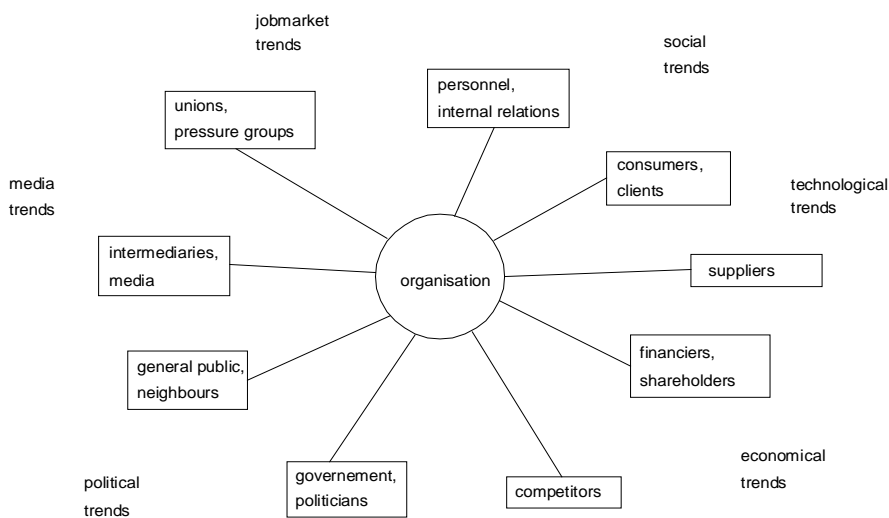 jobmarket
trends
social
trends
personnel,
internal relations
unions,
pressure groups
consumers,
clients
media
trends
technological
trends
intermediaries,
media
organisation
suppliers
general public,
neighbours
financiers,
shareholders
economical
trends
governement,
politicians
competitors
political
trends